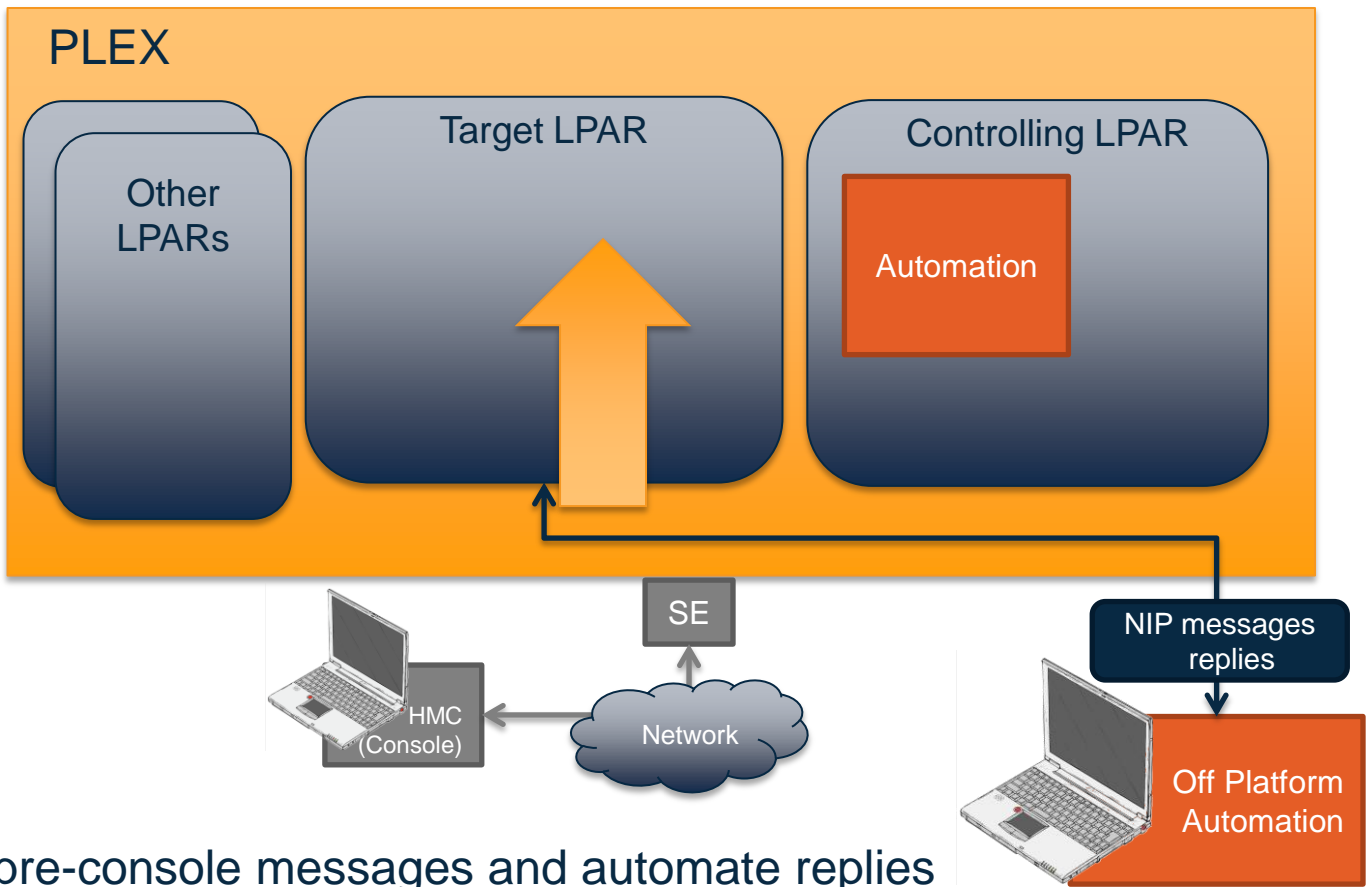 PLEX
Other
LPARs
Target LPAR
Controlling LPAR
Automation
SE
NIP messages
replies
HMC
(Console)
Network
Off Platform
Automation
pre-console messages and automate replies